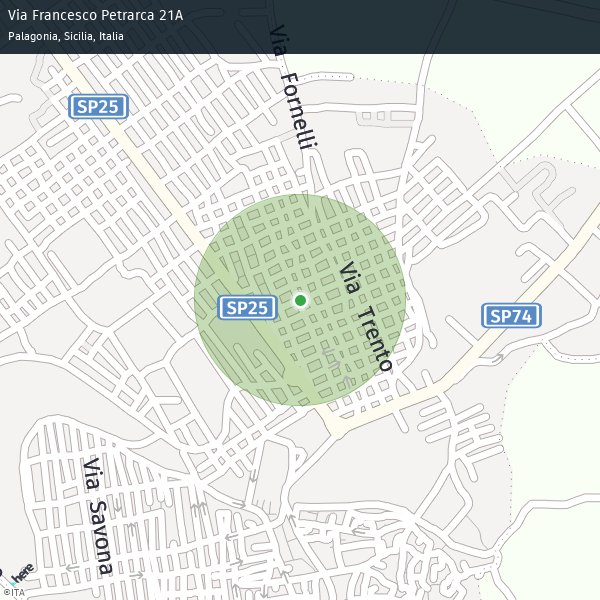 Via Francesco Petrarca 21A
Palagonia, Sicilia, Italia
Via Fornelli
SP25
Via Trento
SP25
SP74
Via Savona
here
©ITA